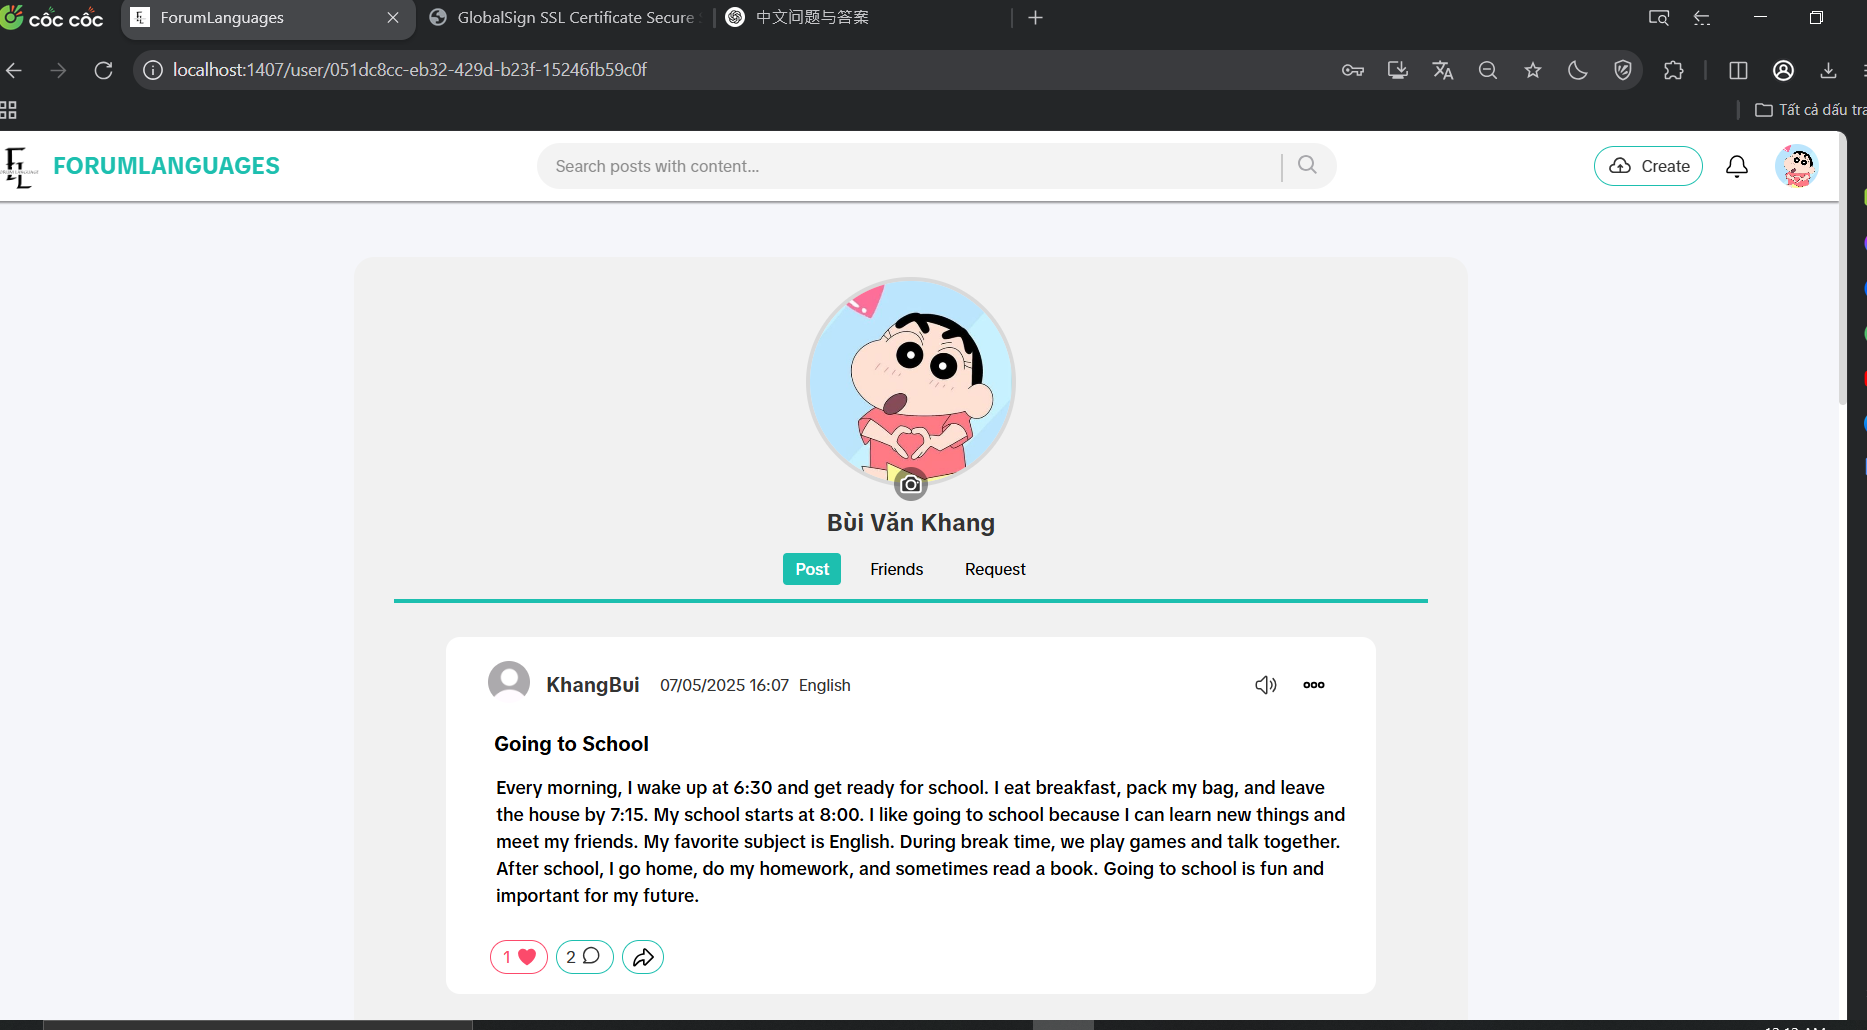 cốc cốc
ForumLanguages
GlobalSign SSL Certificate Secure
中文问题与答案
localhost:1407/user/051dc8cc-eb32-429d-b23f-15246fb59c0f
Tất cả dấu tra
FL
FORUMLANGUAGES
Search posts with content...
Create
Bùi Văn Khang
Post
Friends
Request
KhangBui 07/05/2025 16:07 English
Going to School
Every morning, I wake up at 6:30 and get ready for school. I eat breakfast, pack my bag, and leave
the house by 7:15. My school starts at 8:00. I like going to school because I can learn new things and
meet my friends. My favorite subject is English. During break time, we play games and talk together.
After school, I go home, do my homework, and sometimes read a book. Going to school is fun and
important for my future.
1
2